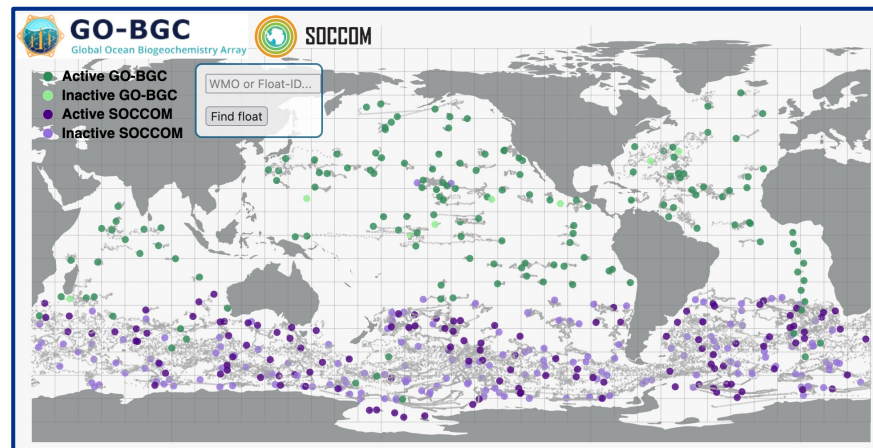 GO-BGC
Global Ocean Biogeochemistry Array
SOCCOM
Active GO-BGC
Inactive GO-BGC
Active SOCCOM
Inactive SOCCOM
WMO or Float-ID...
Find float